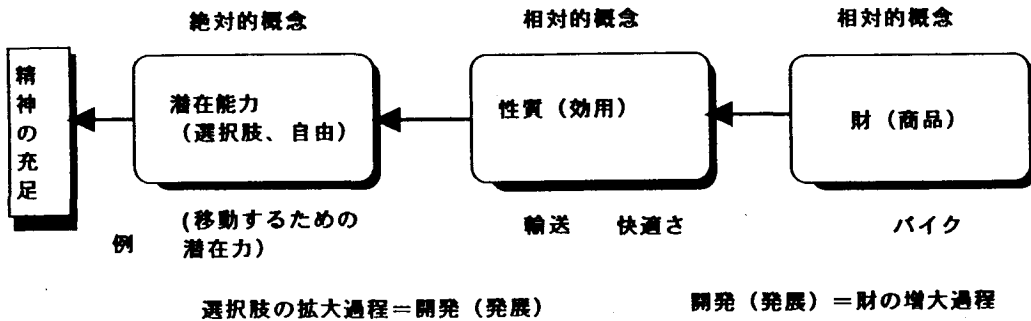 絶対的概念 相対的概念 相対的概念
精神の充足
潜在能力
(選択肢、自由)
性質(効用)
財(商品)
例
(移動するための
潜在力)
輸送 快適さ
バイク
選択肢の拡大過程=開発(発展)
開発(発展)=財の増大過程